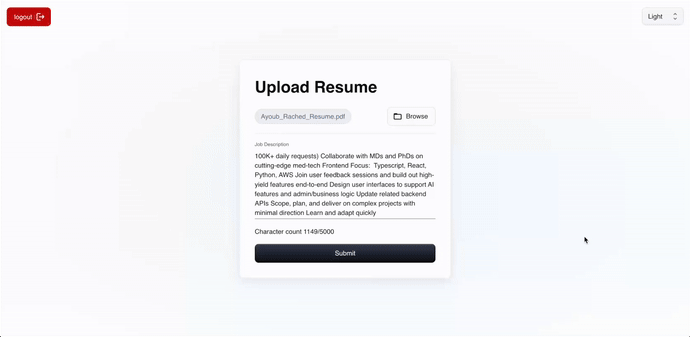 logout
Light
Upload Resume
Ayoub_Rached_Resume.pdf
Browse
Job Description
100K+ daily requests) Collaborate with MDs and PhDs on
cutting-edge med-tech Frontend Focus: Typescript, React,
Python, AWS Join user feedback sessions and build out high-
yield features end-to-end Design user interfaces to support AI
features and admin/business logic Update related backend
APIs Scope, plan, and deliver on complex projects with
minimal direction Learn and adapt quickly
Character count 1149/5000
Submit